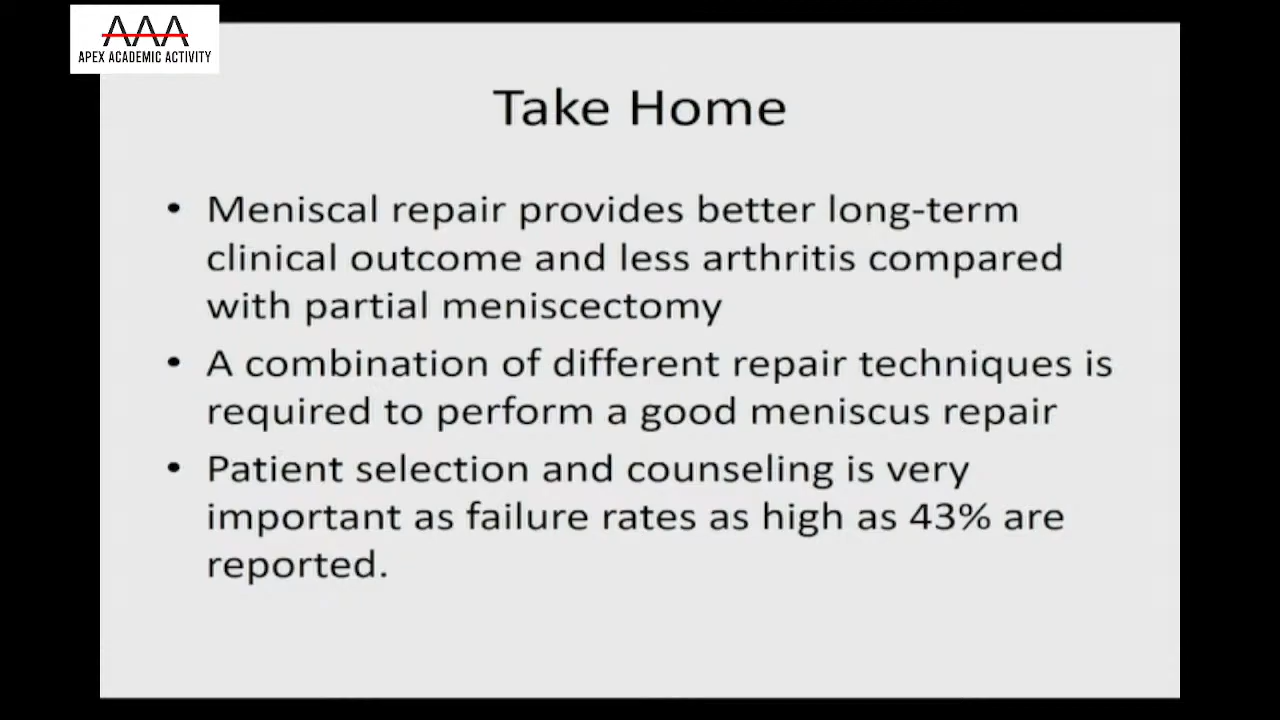 AAA
APEX ACADEMIC ACTIVITY
Take Home
• Meniscal repair provides better long-term
clinical outcome and less arthritis compared
with partial meniscectomy
• A combination of different repair techniques is
required to perform a good meniscus repair
• Patient selection and counseling is very
important as failure rates as high as 43% are
reported.